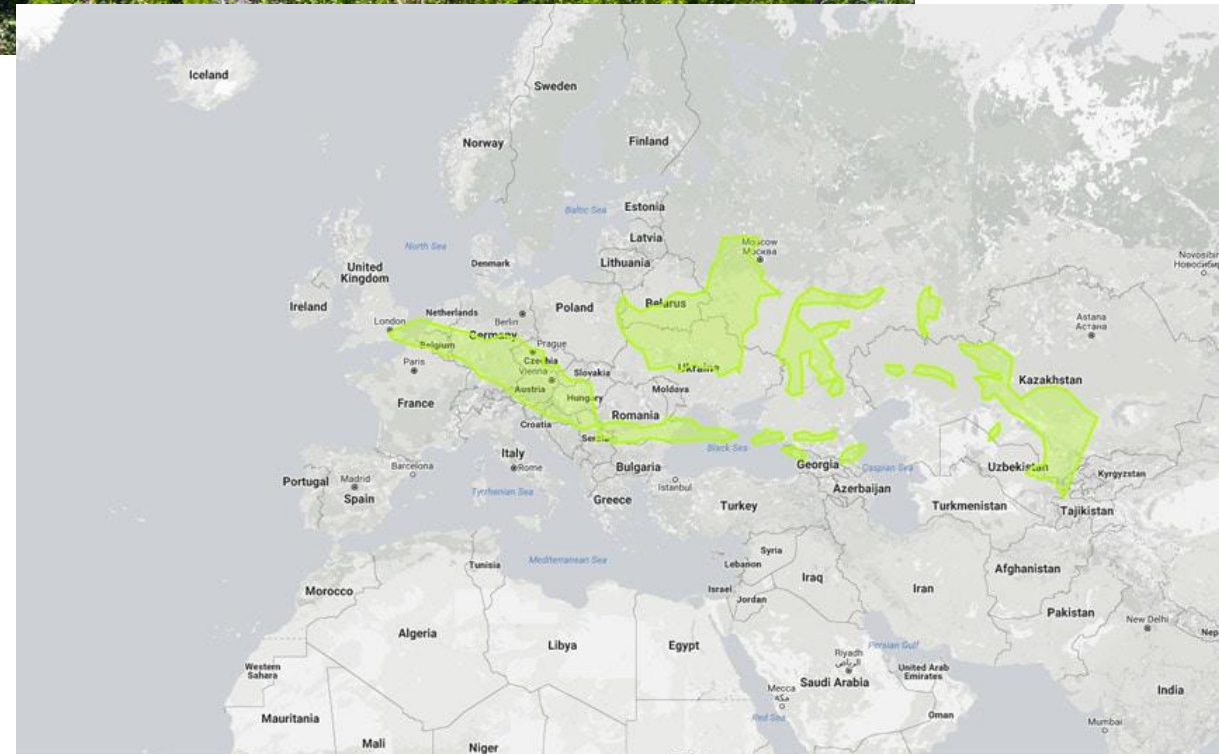 Iceland
Sweden
Norway
Finland
Estonia
Baltic Sea
Latvia
Moscow
Москва
North Sea
Denmark
Lithuania
United
Kingdom
Ireland
Netherlands
Berlin
Poland
Belarus
London
Germany
Belgium
Prague
Paris
Czechia
Vienna
Slovakia
Ukraine
Austria
Hungary
Moldova
France
Romania
Croatia
Serbia
Italy
Rome
Black Sea
Bulgaria
Istanbul
Georgia
Caspian Sea
Azerbaijan
Astana
Астана
Kazakhstan
Uzbekistan
Kyrgyzstan
Turkmenistan
Tajikistan
Barcelona
Portugal
Madrid
Spain
Tyrrhenian Sea
Greece
Turkey
Mediterranean Sea
Tunisia
Syria
Lebanon
Iraq
Israel
Jordan
Iran
Afghanistan
Pakistan
New Delhi
Morocco
Algeria
Libya
Egypt
Western
Sahara
Riyadh
الرياض
Saudi Arabia
Persian Gulf
United Arab
Emirates
Mecca
مكة
Red Sea
Oman
India
Mumbai
Mauritania
Mali
Niger